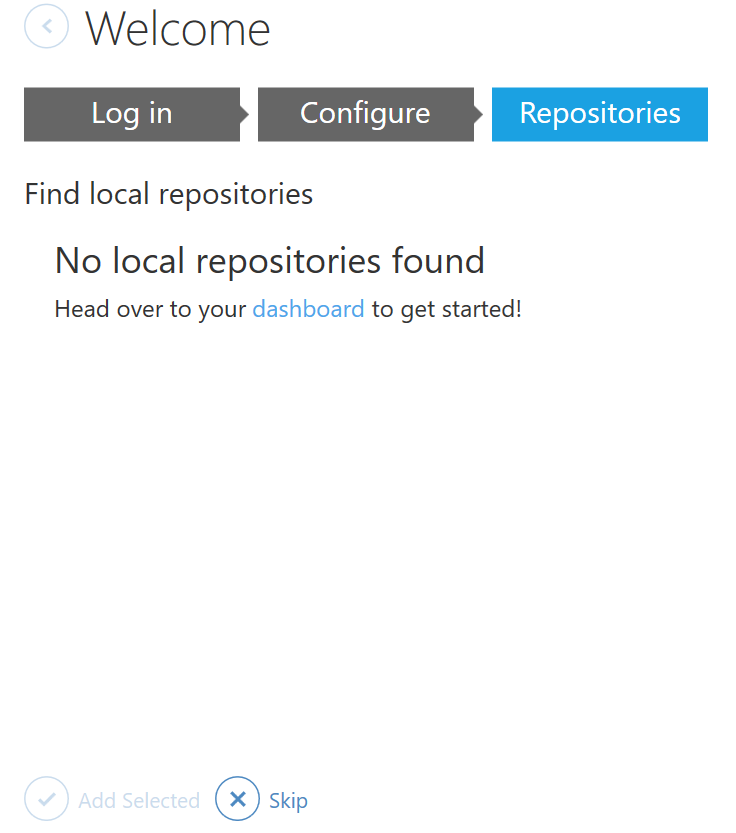 Welcome
Log in
Configure
Repositories
Find local repositories
No local repositories found
Head over to your dashboard to get started!
Add Selected
Skip